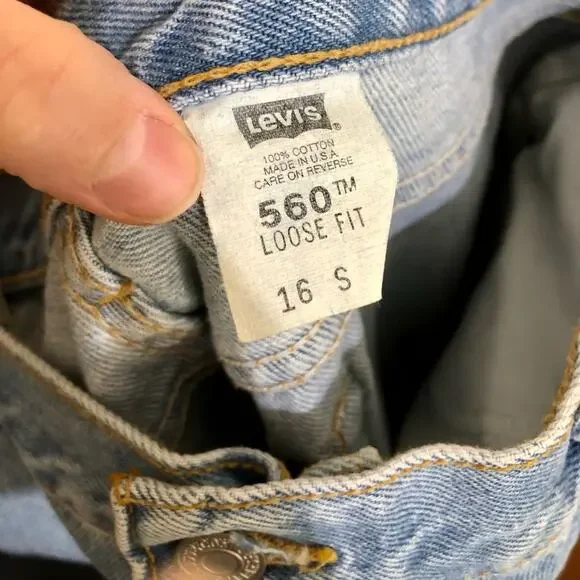 Levi's®
100% COTTON
MADE IN U.S.A.
CARE ON REVERSE
560™
LOOSE FIT
16 S